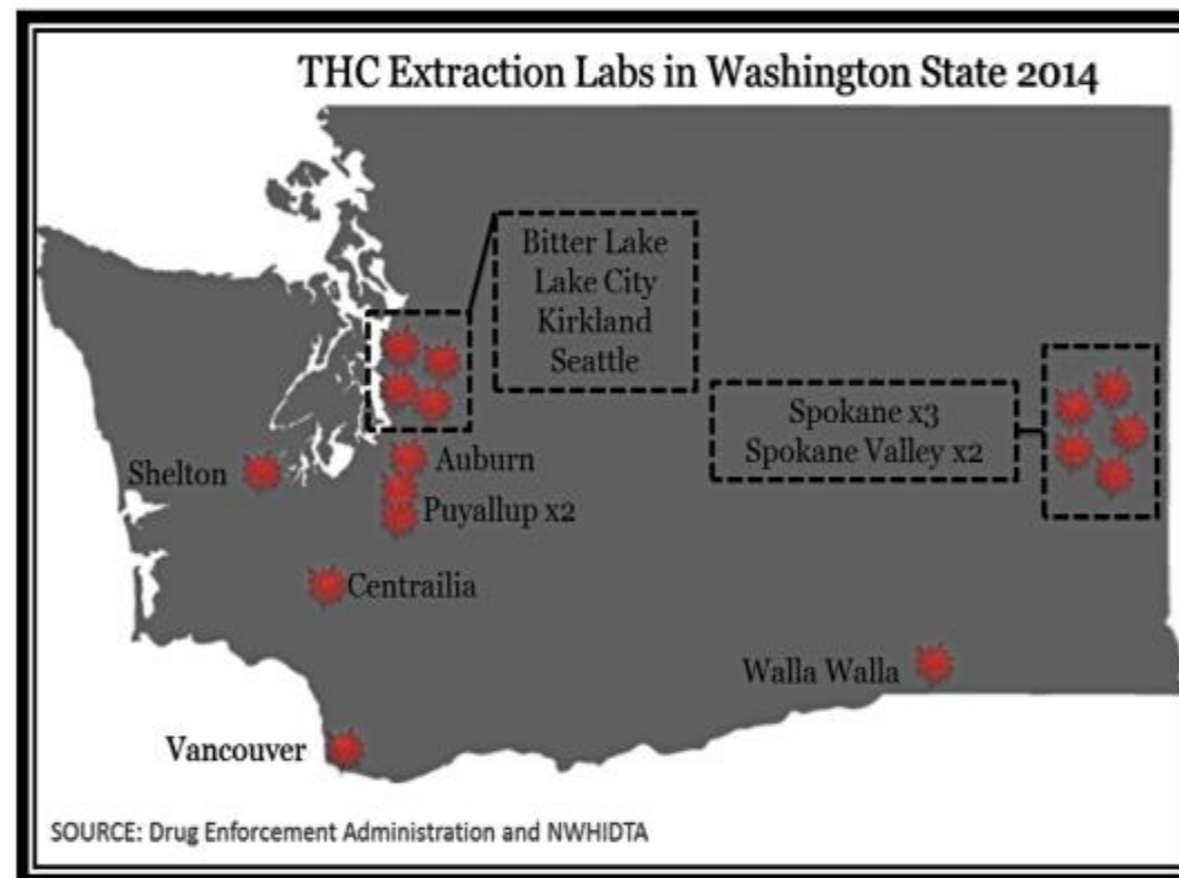 THC Extraction Labs in Washington State 2014
Bitter Lake
Lake City
Kirkland
Seattle
Spokane x3
Spokane Valley x2
Shelton
Auburn
Puyallup x2
Centrailia
Walla Walla
Vancouver
SOURCE: Drug Enforcement Administration and NWHIDTA